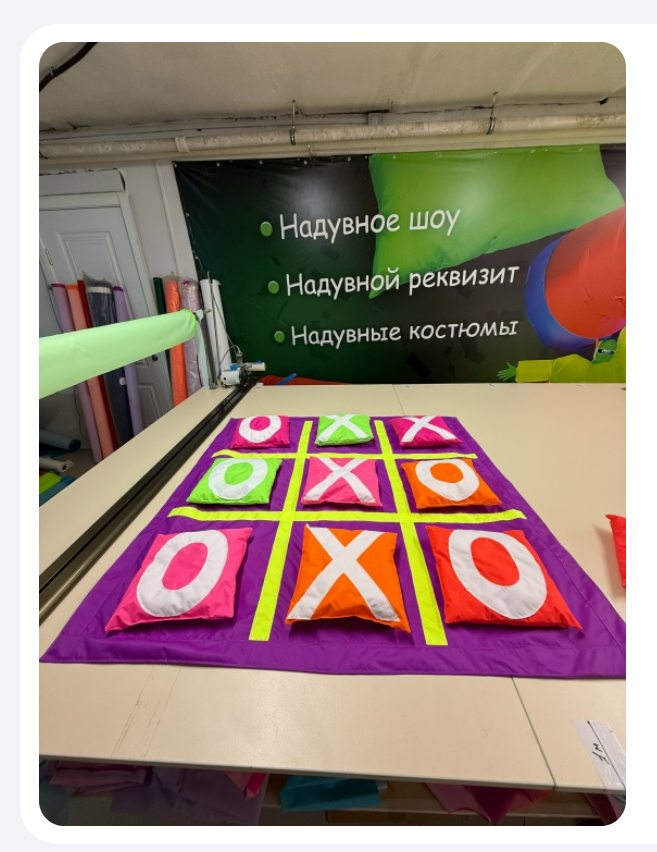 Надувное шоу
Надувной реквизит
Надувные костюмы
O X X
O X O
O X O